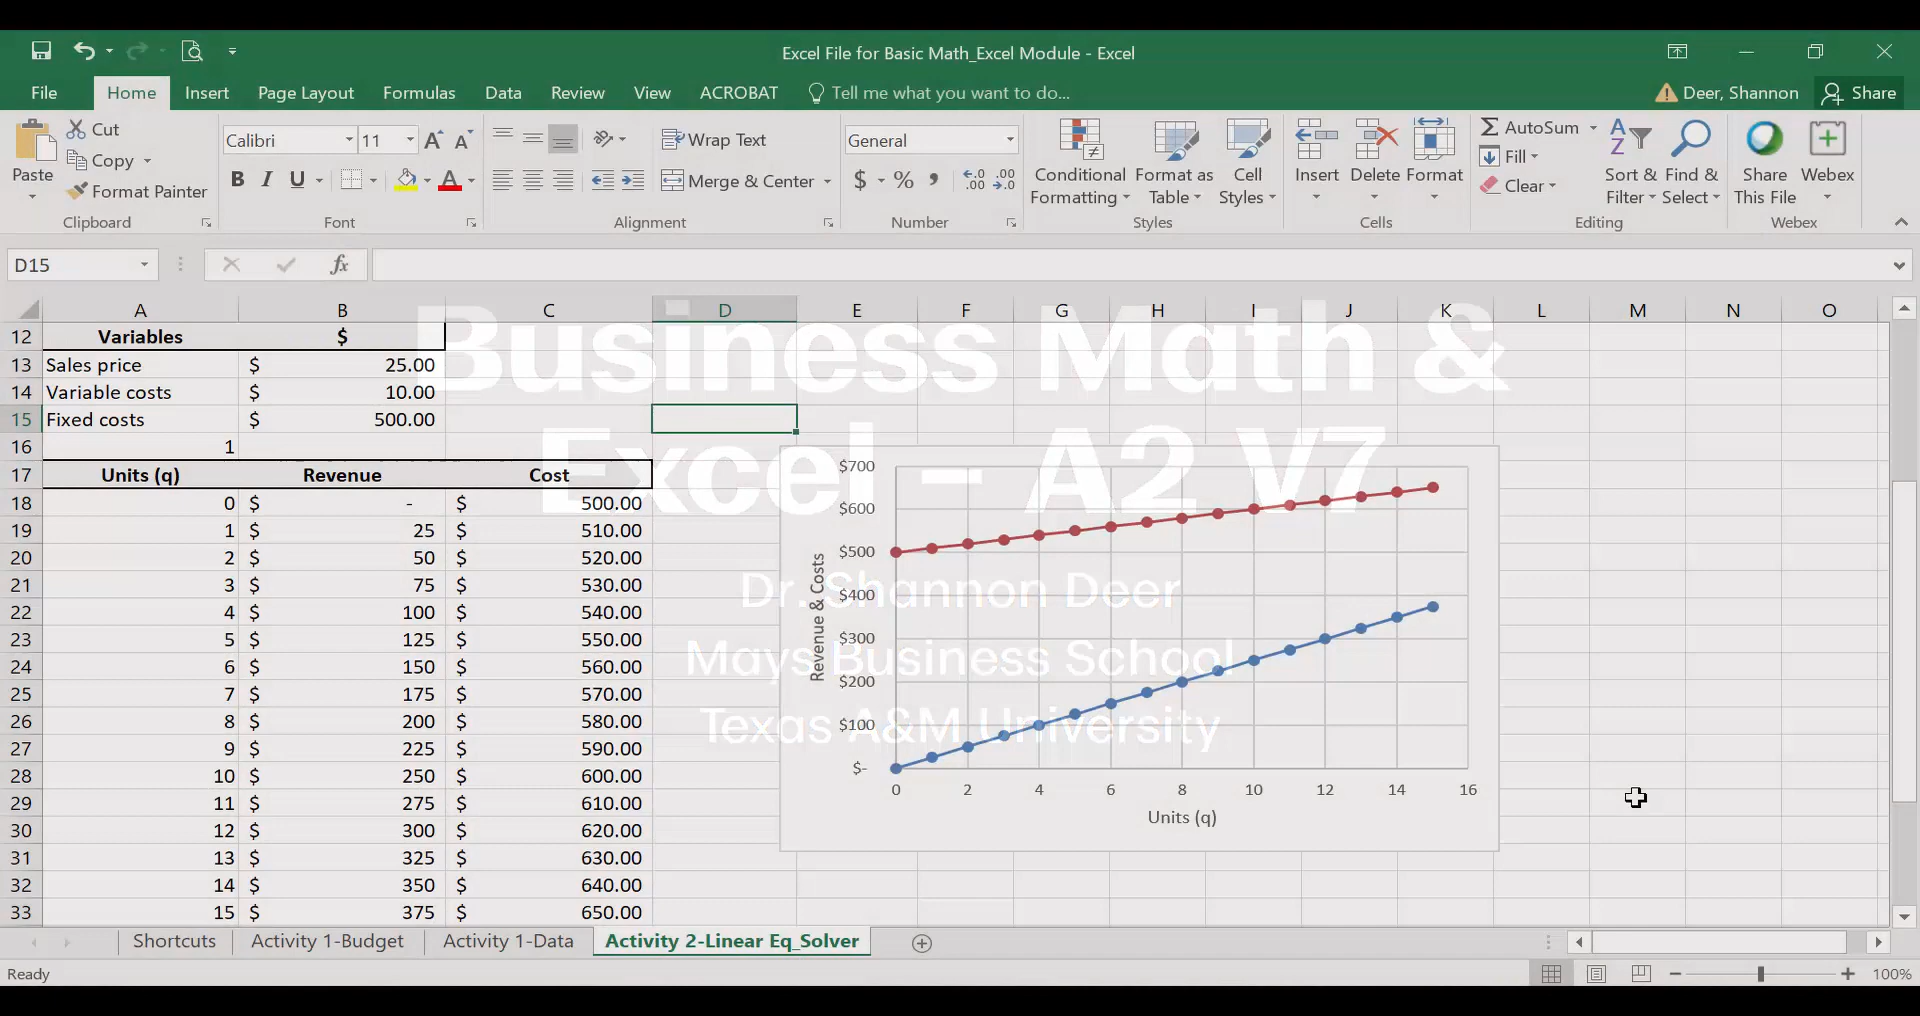 Excel File for Basic Math_Excel Module - Excel
File Home Insert Page Layout Formulas Data Review View ACROBAT Tell me what you want to do... Deer, Shannon Share
Paste Cut Copy Format Painter Clipboard
Calibri 11 A A B I U A Font
Wrap Text Merge & Center Alignment
General $ % , .00 .00 Number
Conditional Formatting Format as Table Cell Styles Styles
Insert Delete Format Cells
AutoSum Fill Clear Sort & Filter Find & Select Editing
Share This File Webex Webex
D15 fx
A B C D E F G H I J K L M N O
12 Variables $
13 Sales price $ 25.00
14 Variable costs $ 10.00
15 Fixed costs $ 500.00
16 1
17 Units (q) Revenue Cost
18 0 $ - $ 500.00
19 1 $ 25 $ 510.00
20 2 $ 50 $ 520.00
21 3 $ 75 $ 530.00
22 4 $ 100 $ 540.00
23 5 $ 125 $ 550.00
24 6 $ 150 $ 560.00
25 7 $ 175 $ 570.00
26 8 $ 200 $ 580.00
27 9 $ 225 $ 590.00
28 10 $ 250 $ 600.00
29 11 $ 275 $ 610.00
30 12 $ 300 $ 620.00
31 13 $ 325 $ 630.00
32 14 $ 350 $ 640.00
33 15 $ 375 $ 650.00
Business Math &
Excel – A2 V7
Dr. Shannon Deer
Mays Business School
Texas A&M University
Revenue & Costs
$700
$600
$500
$400
$300
$200
$100
$-
0 2 4 6 8 10 12 14 16
Units (q)
Shortcuts Activity 1-Budget Activity 1-Data Activity 2-Linear Eq_Solver
Ready 100%